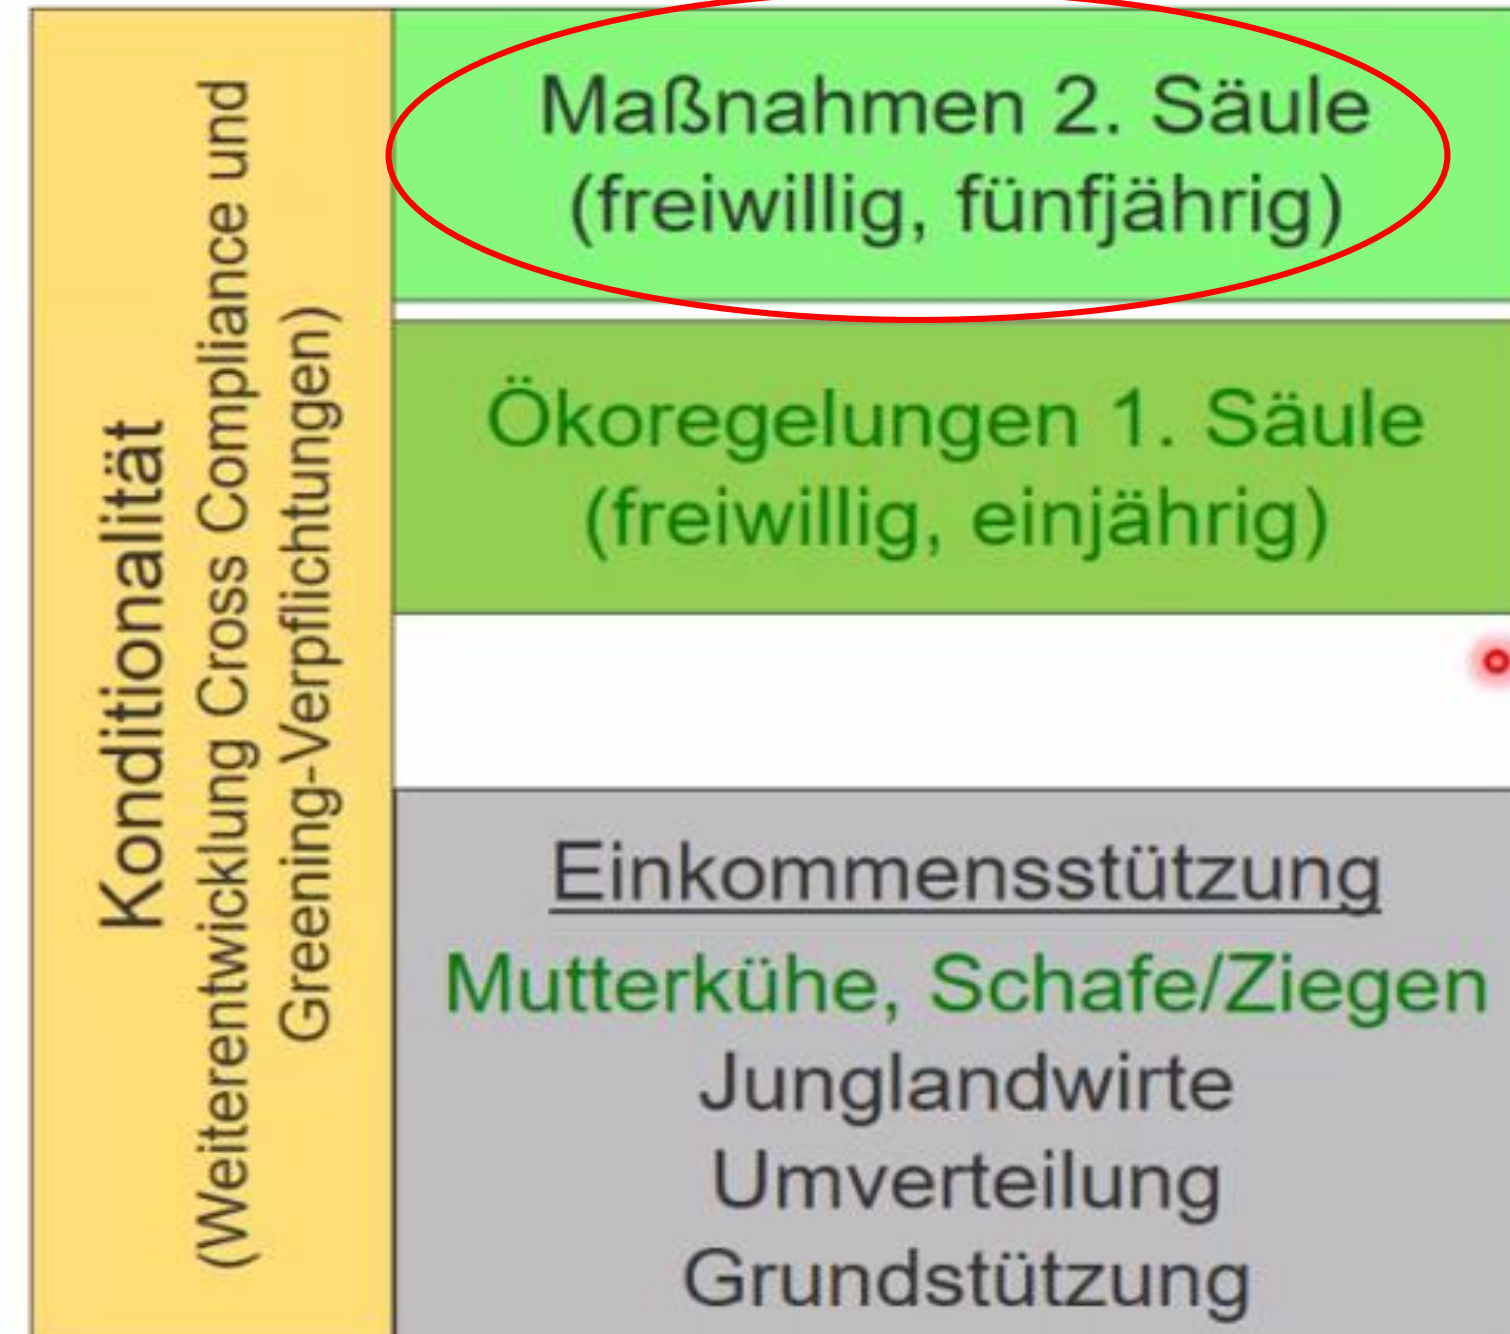 Konditionalität
(Weiterentwicklung Cross Compliance und
Greening-Verpflichtungen)
Maßnahmen 2. Säule
(freiwillig, fünfjährig)
Ökoregelungen 1. Säule
(freiwillig, einjährig)
Einkommensstützung
Mutterkühe, Schafe/Ziegen
Junglandwirte
Umverteilung
Grundstützung